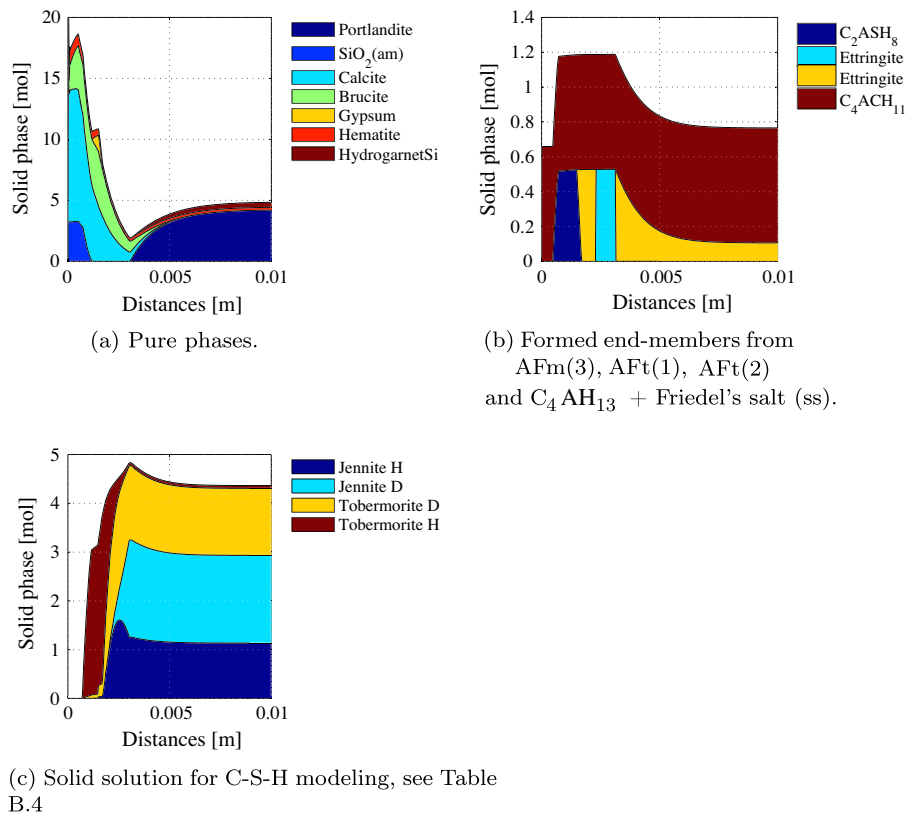 20
15
10
5
0
Solid phase [mol]
0
0.005
0.01
Distances [m]
Portlandite
SiO2(am)
Calcite
Brucite
Gypsum
Hematite
HydrogarnetSi
(a) Pure phases.
1.4
1.2
1
0.8
0.6
0.4
0.2
0
Solid phase [mol]
0
0.005
0.01
Distances [m]
C2ASH8
Ettringite
Ettringite
C4ACH11
(b) Formed end-members from
AFm(3), AFt(1), AFt(2)
and C4AH13 + Friedel's salt (ss).
5
4
3
2
1
0
Solid phase [mol]
0
0.005
0.01
Distances [m]
Jennite H
Jennite D
Tobermorite D
Tobermorite H
(c) Solid solution for C-S-H modeling, see Table
B.4